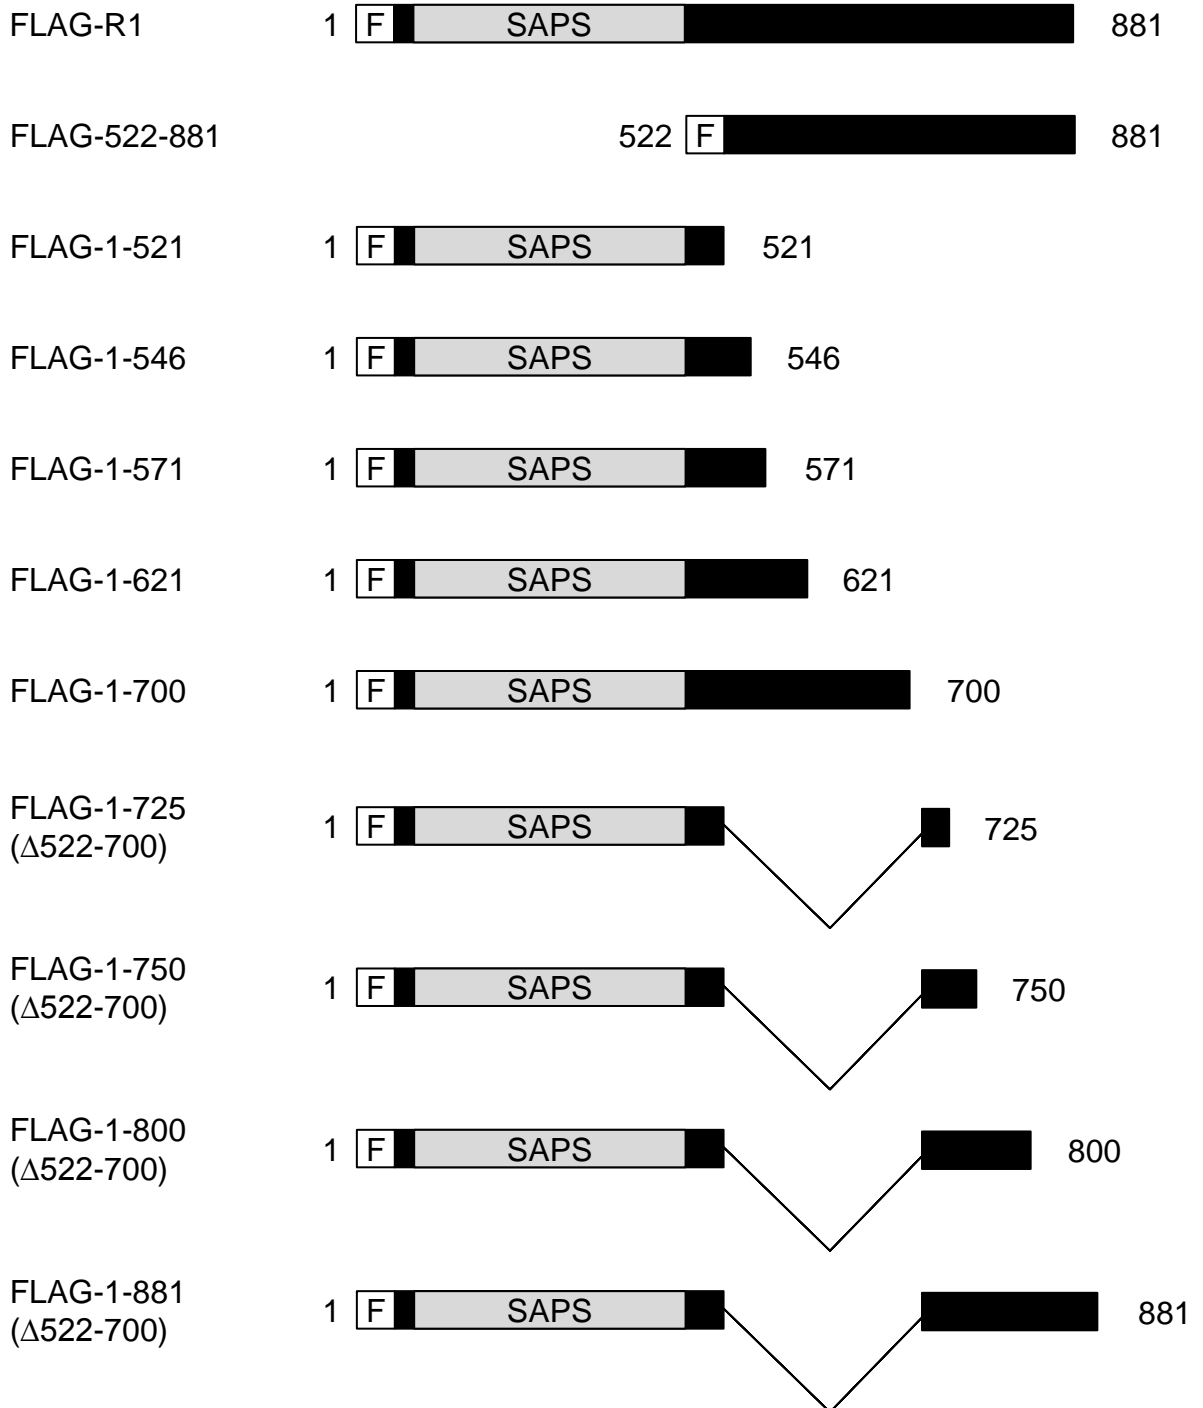 FLAG-R1 1 F SAPS 881
FLAG-522-881 522 F 881
FLAG-1-521 1 F SAPS 521
FLAG-1-546 1 F SAPS 546
FLAG-1-571 1 F SAPS 571
FLAG-1-621 1 F SAPS 621
FLAG-1-700 1 F SAPS 700
FLAG-1-725
(Δ522-700) 1 F SAPS 725
FLAG-1-750
(Δ522-700) 1 F SAPS 750
FLAG-1-800
(Δ522-700) 1 F SAPS 800
FLAG-1-881
(Δ522-700) 1 F SAPS 881